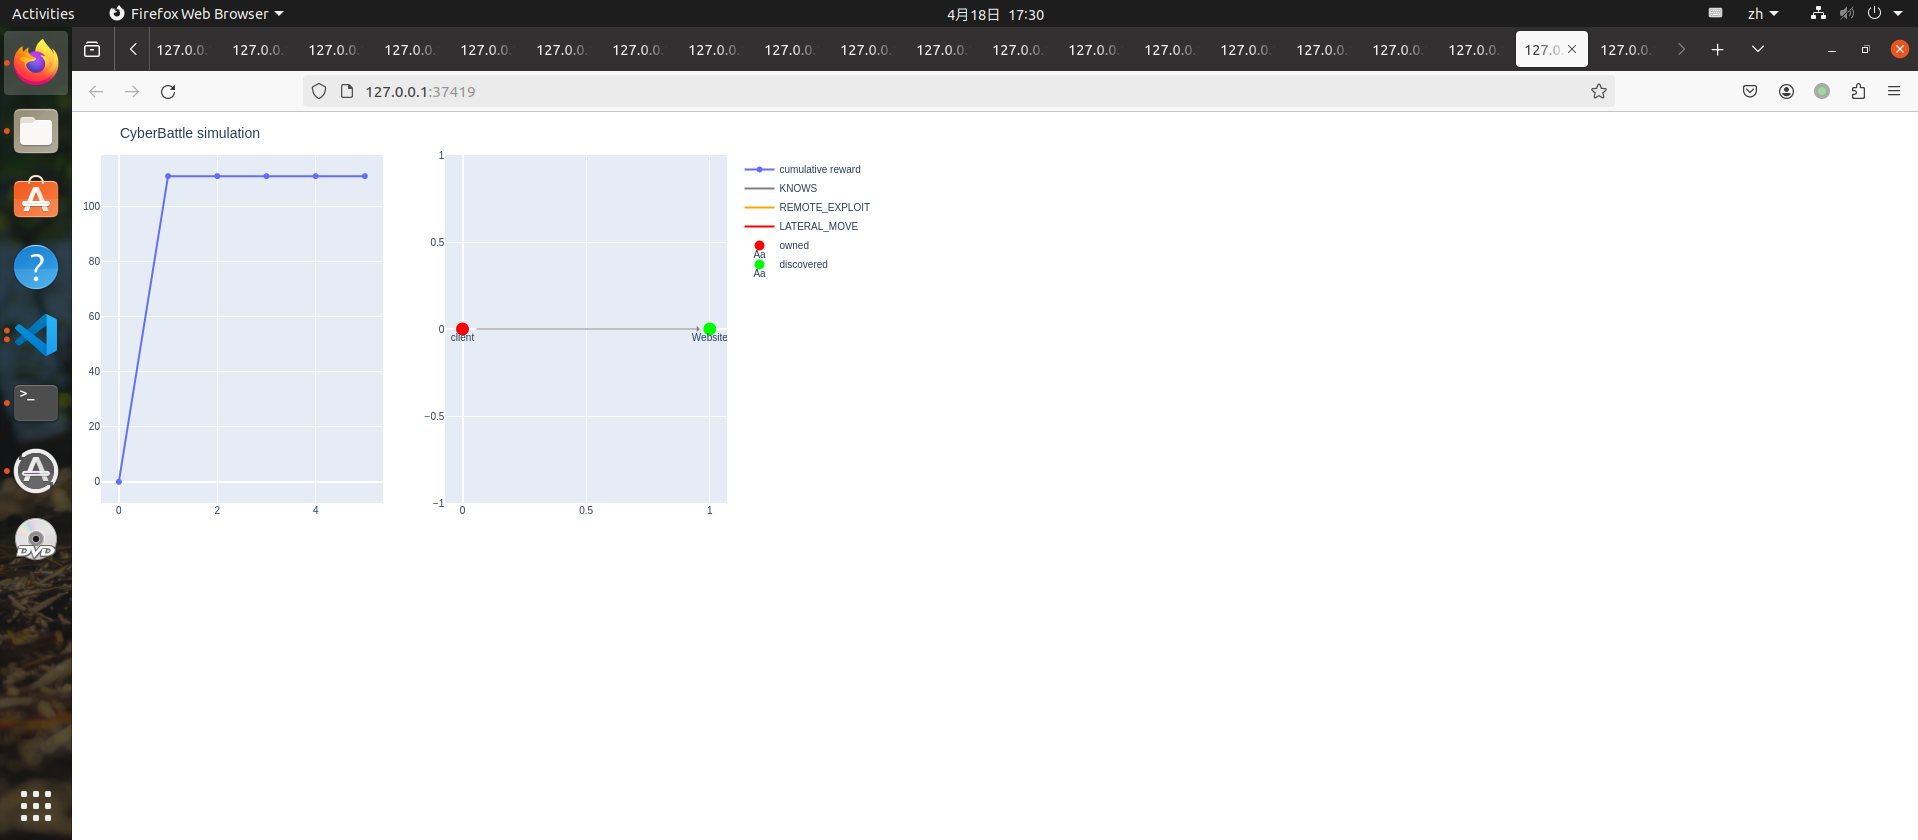 Activities
Firefox Web Browser
4月18日 17:30
zh
127.0.0. 127.0.0. 127.0.0. 127.0.0. 127.0.0. 127.0.0. 127.0.0. 127.0.0. 127.0.0. 127.0.0. 127.0.0. 127.0.0. 127.0.0. 127.0.0. 127.0.0. 127.0.0. 127.0.0. 127.0.0. 127.0. 127.0.0.
127.0.0.1:37419
CyberBattle simulation
100
80
60
40
20
0
0 2 4
1
0.5
0
−0.5
−1
0 0.5 1
client
Website
cumulative reward
KNOWS
REMOTE_EXPLOIT
LATERAL_MOVE
Aa owned
Aa discovered
>_
?
DVD